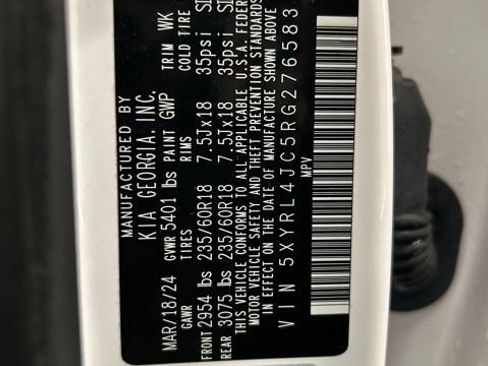 MANUFACTURED BY
KIA GEORGIA, INC.
MAR/18/24 GVWR 5401 lbs PAINT GWP TRIM WK
GAWR TIRES RIMS COLD TIRE
FRONT 2954 lbs 235/60R18 7.5Jx18 35psi
REAR 3075 lbs 235/60R18 7.5Jx18 35psi
THIS VEHICLE CONFORMS TO ALL APPLICABLE U.S.A. FEDER
MOTOR VEHICLE SAFETY AND THEFT PREVENTION STANDARDS
IN EFFECT ON THE DATE OF MANUFACTURE SHOWN ABOVE
VIN 5XYRL4JC5RG276583
MPV